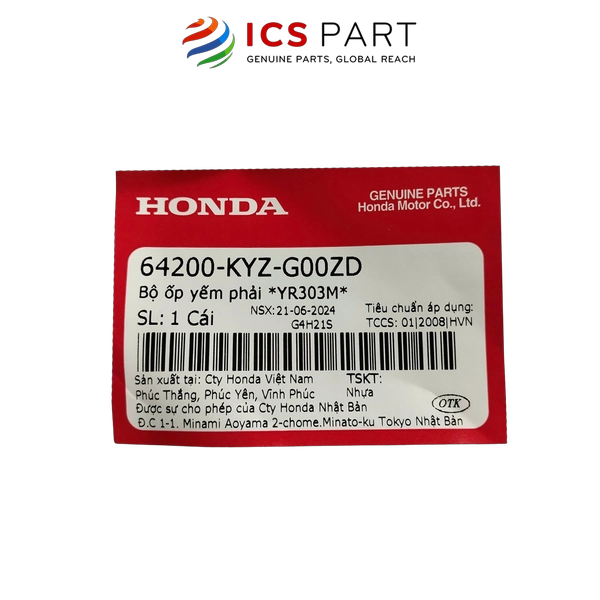 ICS PART
GENUINE PARTS, GLOBAL REACH
HONDA
GENUINE PARTS
Honda Motor Co., Ltd.
64200-KYZ-G00ZD
Bộ ốp yếm phải *YR303M*
SL: 1 Cái
NSX:21-06-2024
G4H21S
Tiêu chuẩn áp dụng:
TCCS: 01|2008|HVN
Sản xuất tại: Cty Honda Việt Nam
Phúc Thắng, Phúc Yên, Vĩnh Phúc
TSKT:
Nhựa
Được sự cho phép của Cty Honda Nhật Bản
Đ.C 1-1. Minami Aoyama 2-chome.Minato-ku Tokyo Nhật Bản
OTK